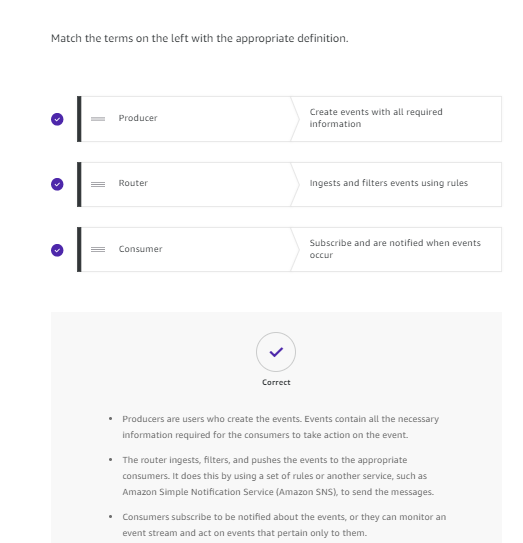 Match the terms on the left with the appropriate definition.
Producer
Create events with all required
information
Router
Ingests and filters events using rules
Consumer
Subscribe and are notified when events
occur
Correct
• Producers are users who create the events. Events contain all the necessary
information required for the consumers to take action on the event.
• The router ingests, filters, and pushes the events to the appropriate
consumers. It does this by using a set of rules or another service, such as
Amazon Simple Notification Service (Amazon SNS), to send the messages.
• Consumers subscribe to be notified about the events, or they can monitor an
event stream and act on events that pertain only to them.